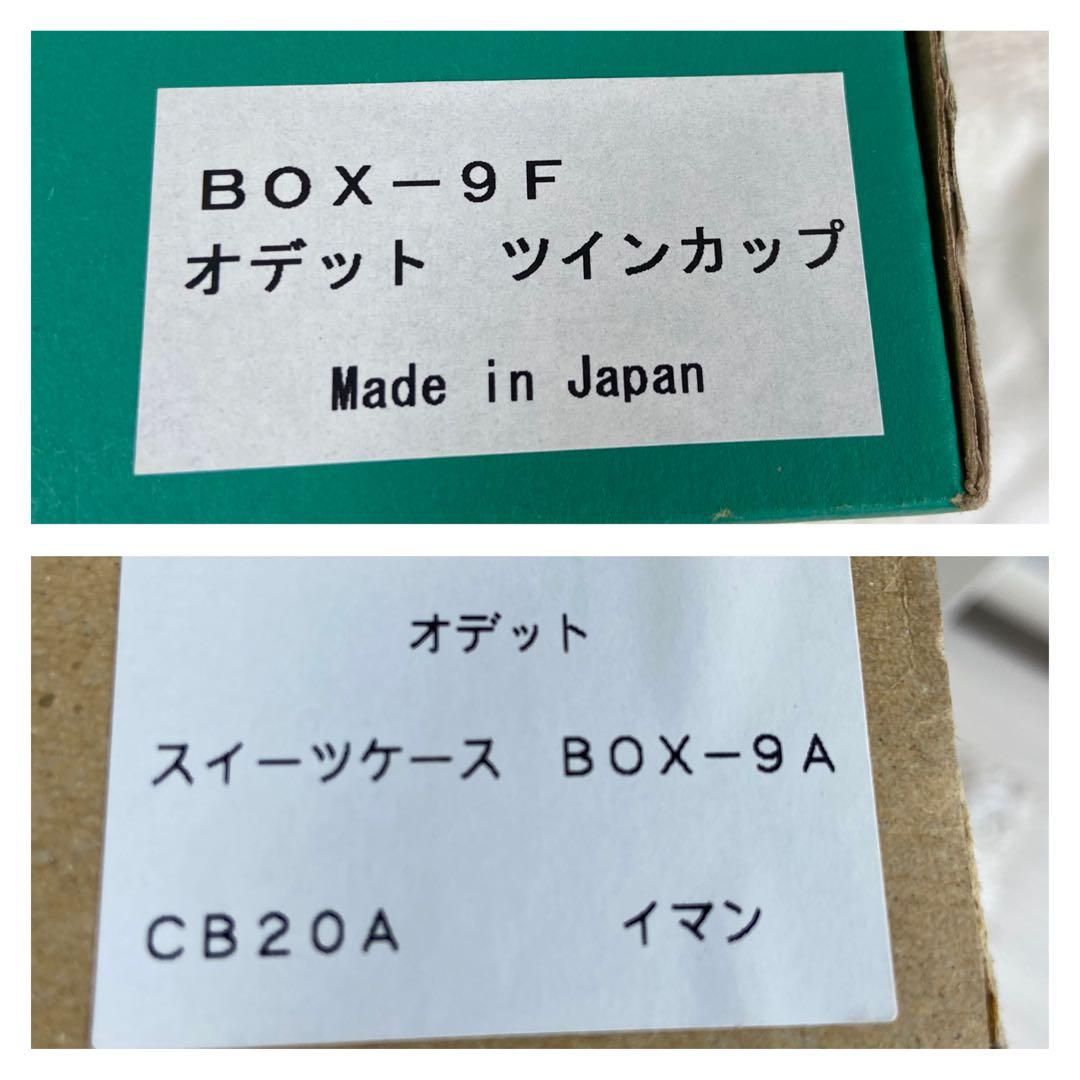 BOX-9F
オデット　ツインカップ
Made in Japan
オデット
スイーツケース　BOX-9A
CB20A　イマン